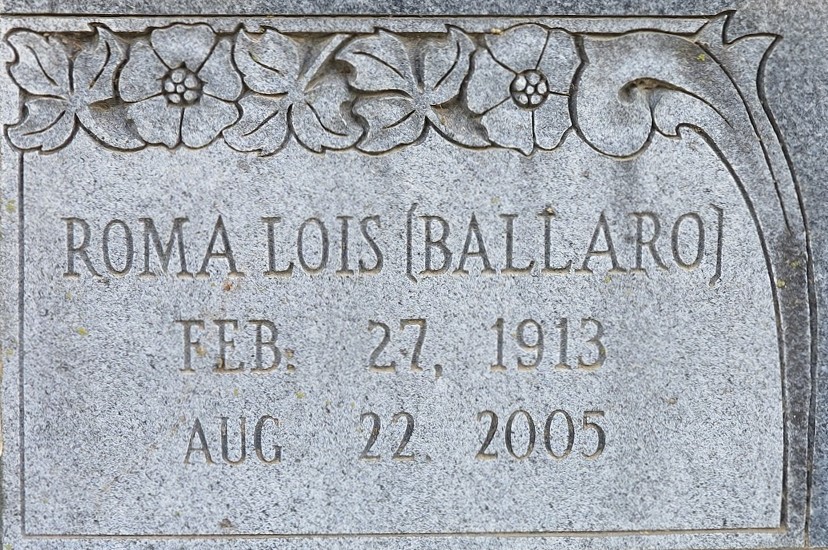 ROMA LOIS [BALLARO]
FEB. 27, 1913
AUG 22. 2005